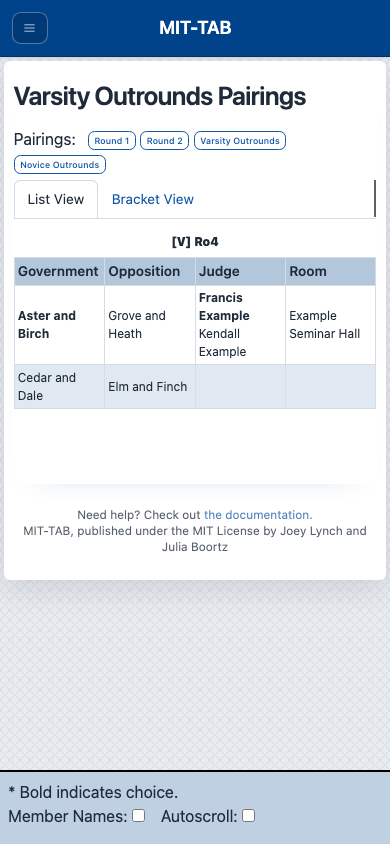 MIT-TAB
Varsity Outrounds Pairings
Pairings: Round 1 Round 2 Varsity Outrounds
Novice Outrounds
List View Bracket View
[V] Ro4
Government Opposition Judge Room
Aster and Birch Grove and Heath Francis Example Kendall Example Example Seminar Hall
Cedar and Dale Elm and Finch
Need help? Check out the documentation.
MIT-TAB, published under the MIT License by Joey Lynch and
Julia Boortz
* Bold indicates choice.
Member Names: Autoscroll: